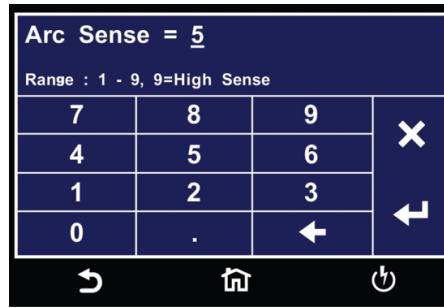 Arc Sense = 5
Range : 1 - 9, 9=High Sense
7 8 9
4 5 6
1 2 3
0 .